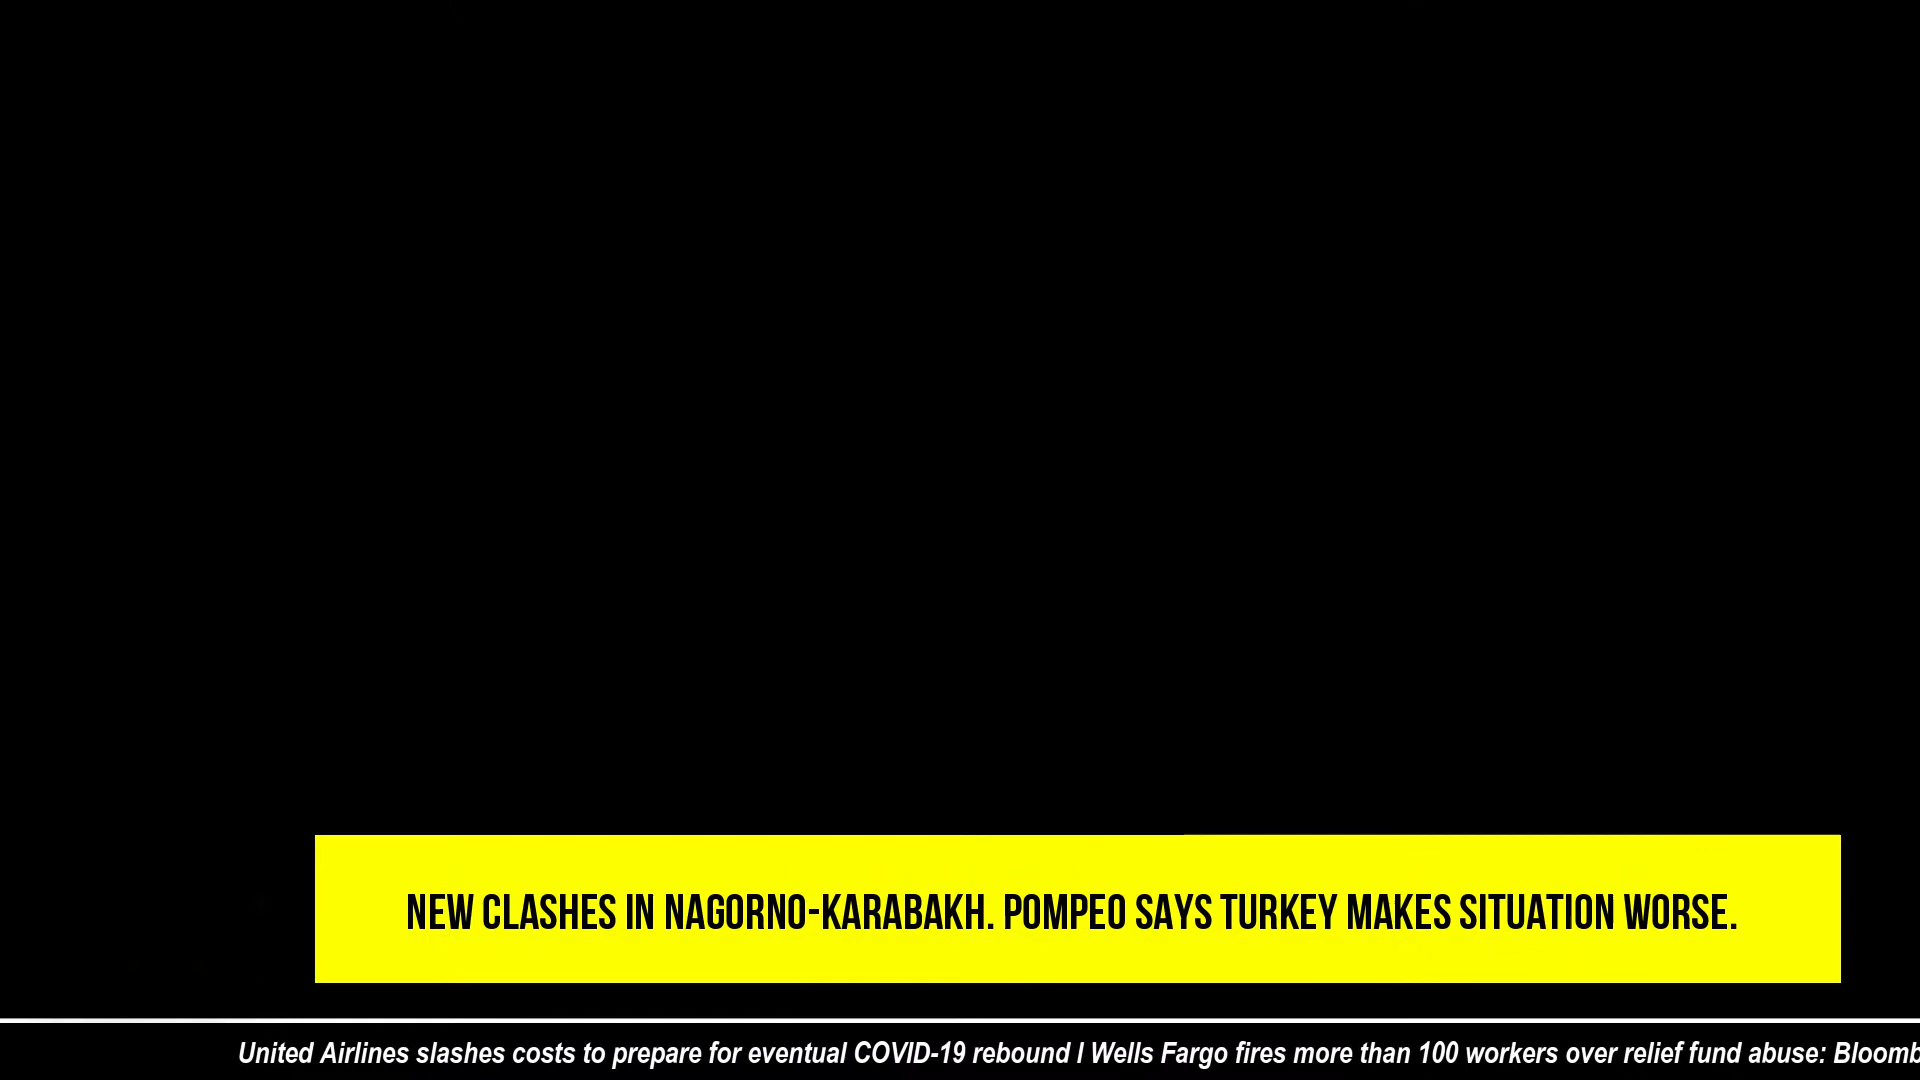 NEW CLASHES IN NAGORNO-KARABAKH. POMPEO SAYS TURKEY MAKES SITUATION WORSE.
United Airlines slashes costs to prepare for eventual COVID-19 rebound I Wells Fargo fires more than 100 workers over relief fund abuse: